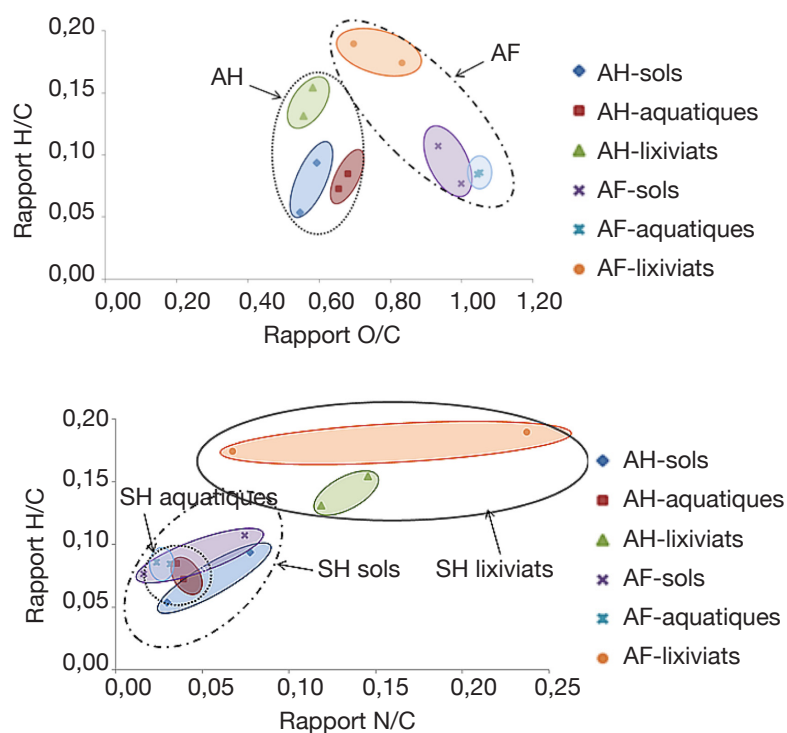 0,20
0,15
0,10
0,05
0,00
Rapport H/C
0,00 0,20 0,40 0,60 0,80 1,00 1,20
Rapport O/C
AH
AF
AH-sols
AH-aquatiques
AH-lixiviats
AF-sols
AF-aquatiques
AF-lixiviats
0,20
0,15
0,10
0,05
0,00
Rapport H/C
0,00 0,05 0,10 0,15 0,20 0,25
Rapport N/C
SH aquatiques
SH sols
SH lixiviats
AH-sols
AH-aquatiques
AH-lixiviats
AF-sols
AF-aquatiques
AF-lixiviats